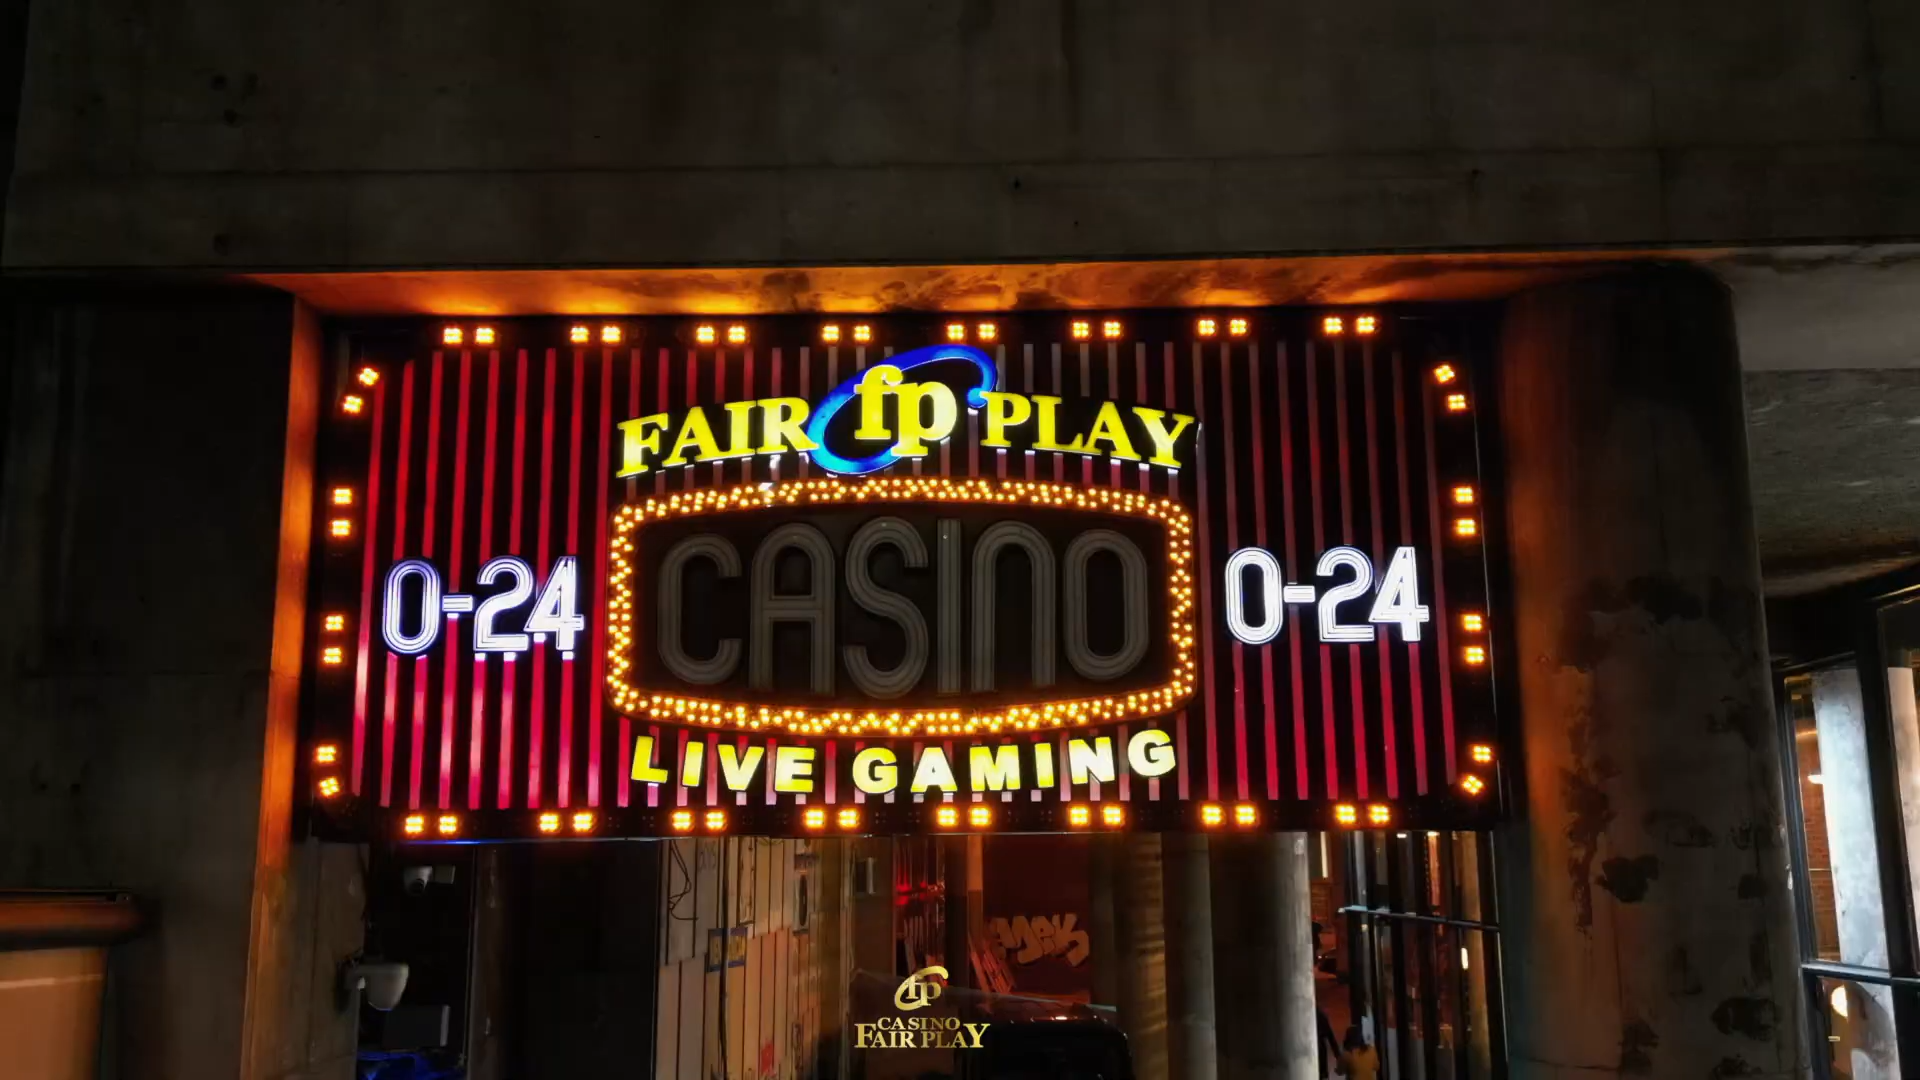 FAIR fp PLAY
0-24 CASINO 0-24
LIVE GAMING
fp
CASINO
FAIR PLAY